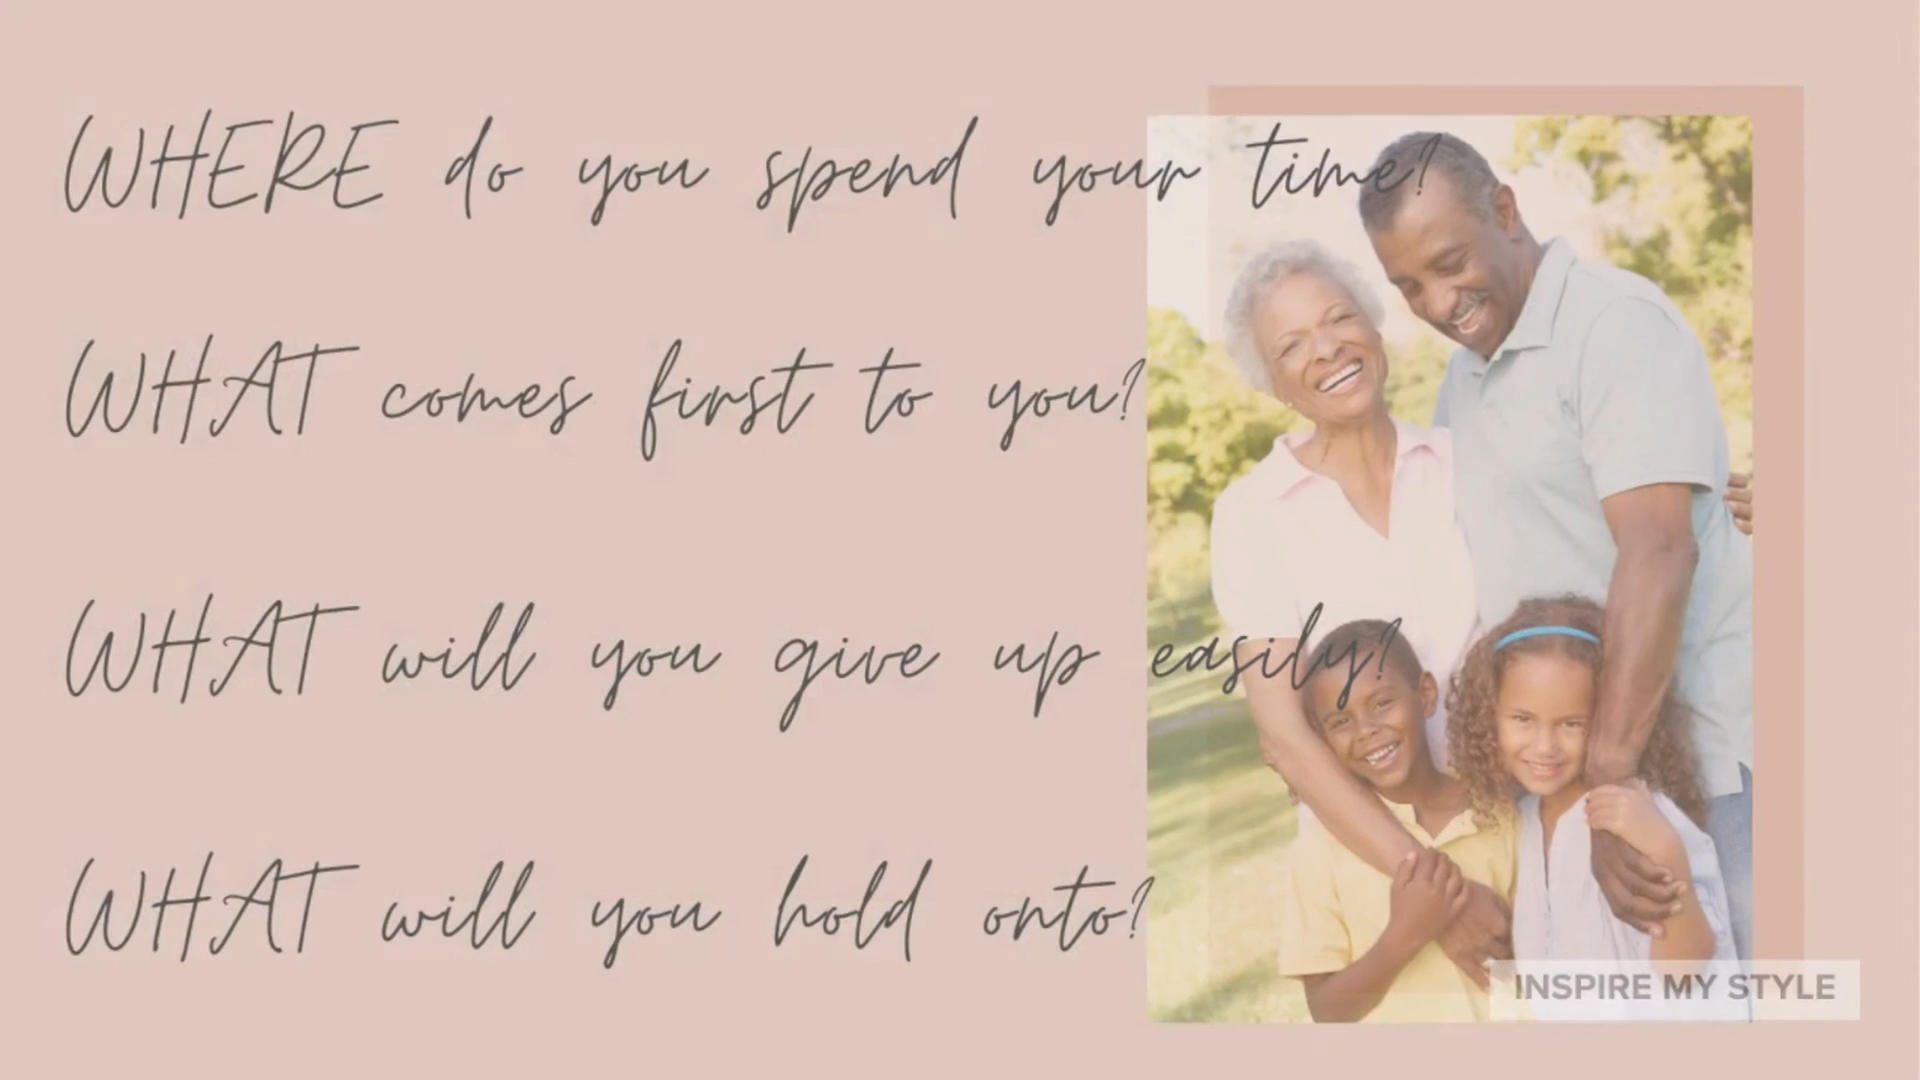 WHERE do you spend your time?
WHAT comes first to you?
WHAT will you give up easily?
WHAT will you hold onto?
INSPIRE MY STYLE